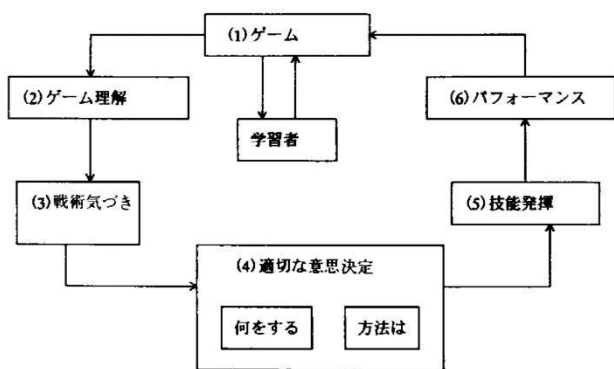 (1)ゲーム
(2)ゲーム理解
(6)パフォーマンス
学習者
(3)戦術気づき
(5)技能発揮
(4)適切な意思決定
何をする
方法は